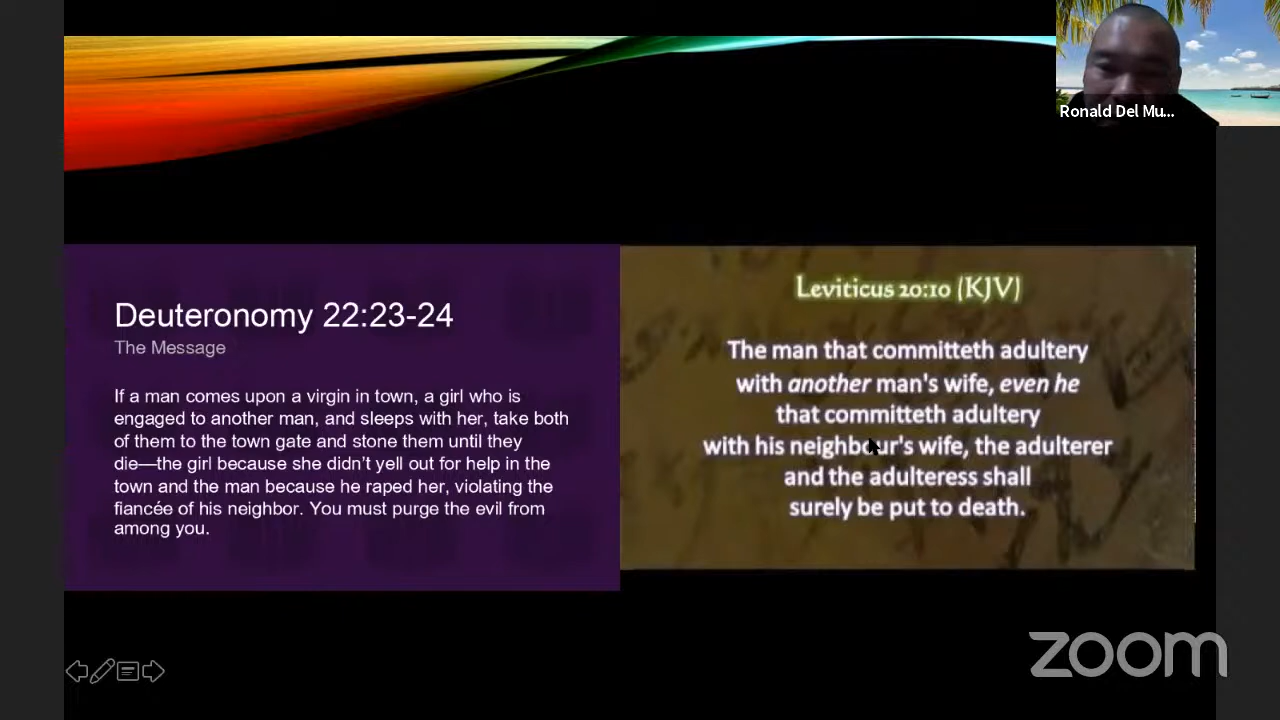 Ronald Del Mu...
Deuteronomy 22:23-24
The Message
If a man comes upon a virgin in town, a girl who is
engaged to another man, and sleeps with her, take both
of them to the town gate and stone them until they
die—the girl because she didn’t yell out for help in the
town and the man because he raped her, violating the
fiancée of his neighbor. You must purge the evil from
among you.
Leviticus 20:10 (KJV)
The man that committeth adultery
with another man's wife, even he
that committeth adultery
with his neighbour's wife, the adulterer
and the adulteress shall
surely be put to death.
zoom